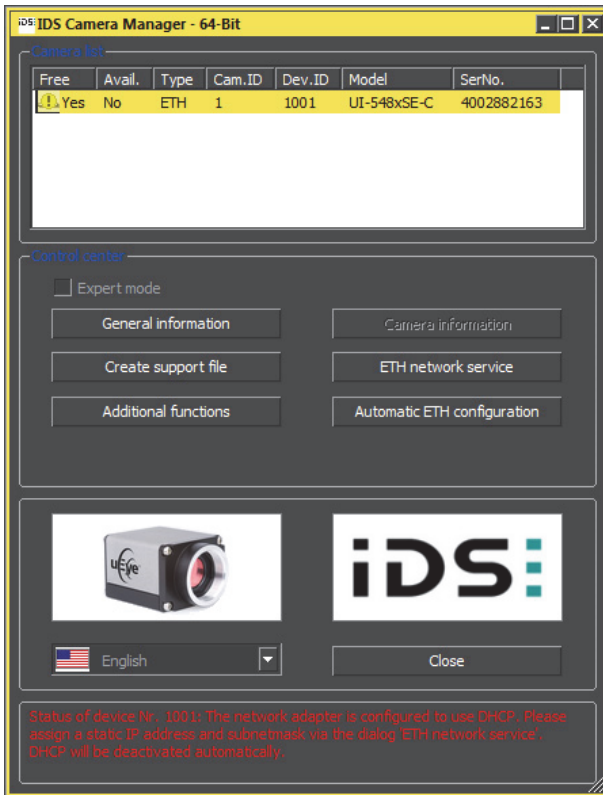 IDS: IDS Camera Manager - 64-Bit
Camera list
Free Avail. Type Cam.ID Dev.ID Model SerNo.
Yes No ETH 1 1001 UI-548xSE-C 4002882163
Control center
Expert mode
General information Camera information
Create support file ETH network service
Additional functions Automatic ETH configuration
uEye iDS
English Close
Status of device Nr. 1001: The network adapter is configured to use DHCP. Please
assign a static IP address and subnetmask via the dialog 'ETH network service'.
DHCP will be deactivated automatically.